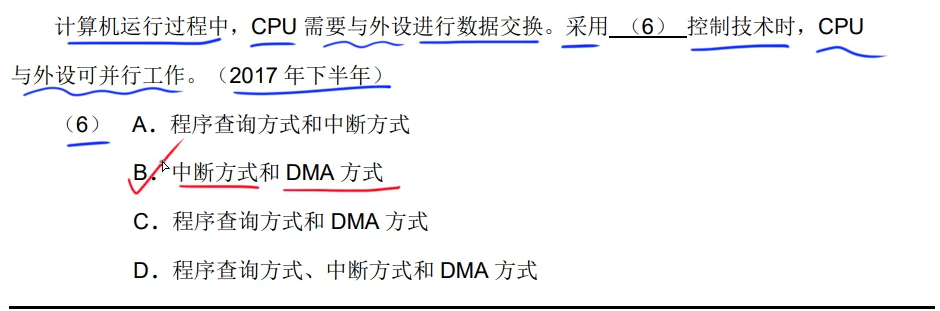 计算机运行过程中，CPU 需要与外设进行数据交换。采用 （6） 控制技术时，CPU
与外设可并行工作。（2017 年下半年）
（6） A．程序查询方式和中断方式
B．中断方式和 DMA 方式
C．程序查询方式和 DMA 方式
D．程序查询方式、中断方式和 DMA 方式